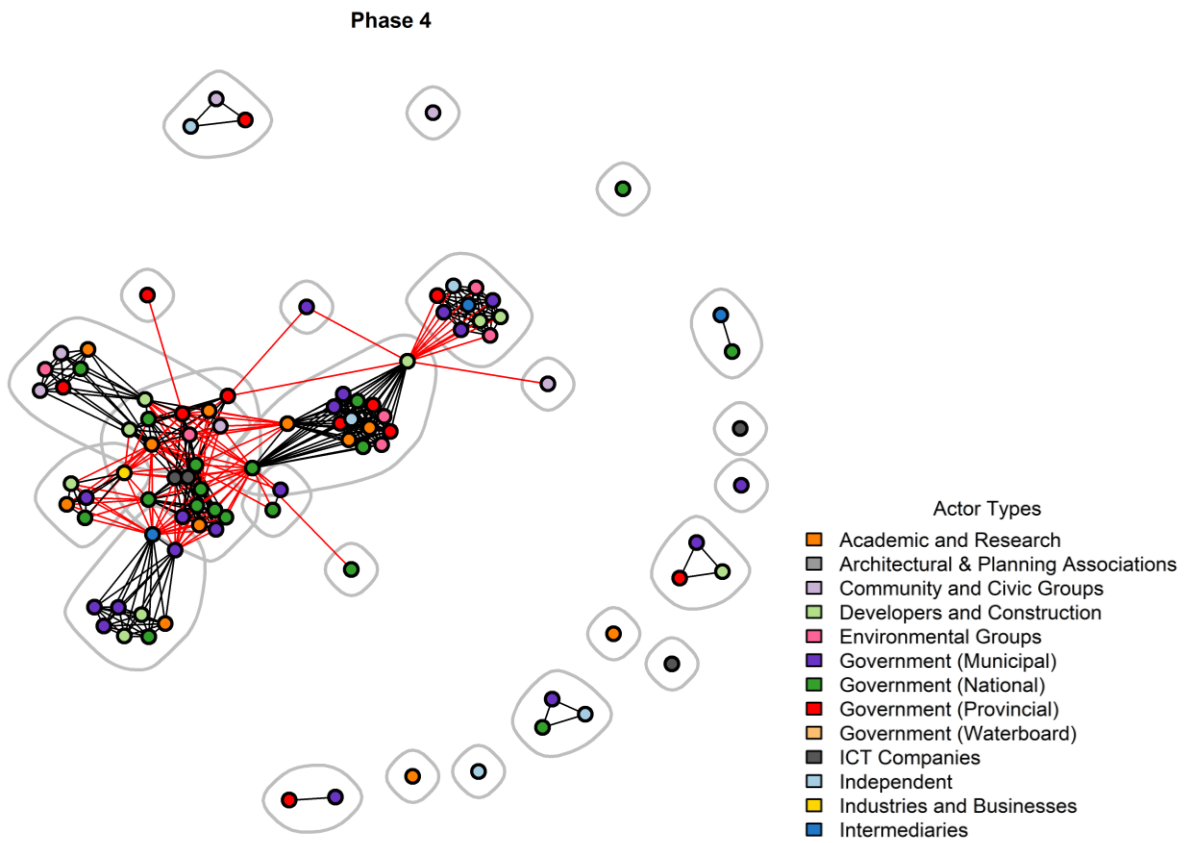 Phase 4
Actor Types
Academic and Research
Architectural & Planning Associations
Community and Civic Groups
Developers and Construction
Environmental Groups
Government (Municipal)
Government (National)
Government (Provincial)
Government (Waterboard)
ICT Companies
Independent
Industries and Businesses
Intermediaries